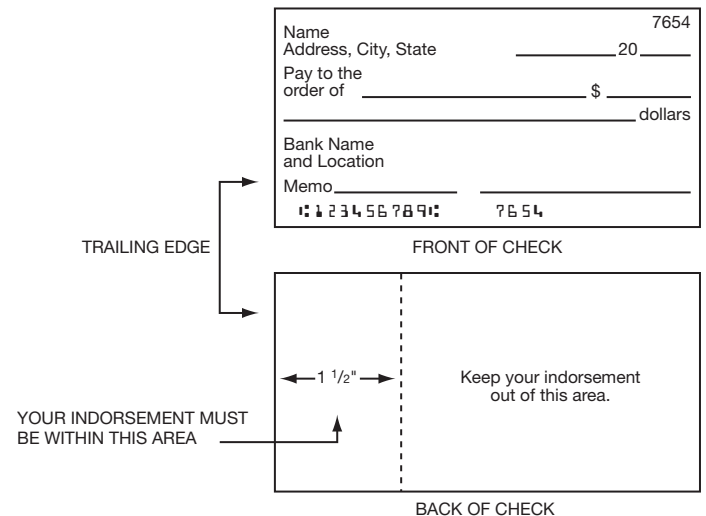 7654
Name
Address, City, State 20
Pay to the
order of $
dollars
Bank Name
and Location
Memo
⑆123456789⑆ 7654
TRAILING EDGE
FRONT OF CHECK
1 1/2"
Keep your indorsement
out of this area.
YOUR INDORSEMENT MUST
BE WITHIN THIS AREA
BACK OF CHECK